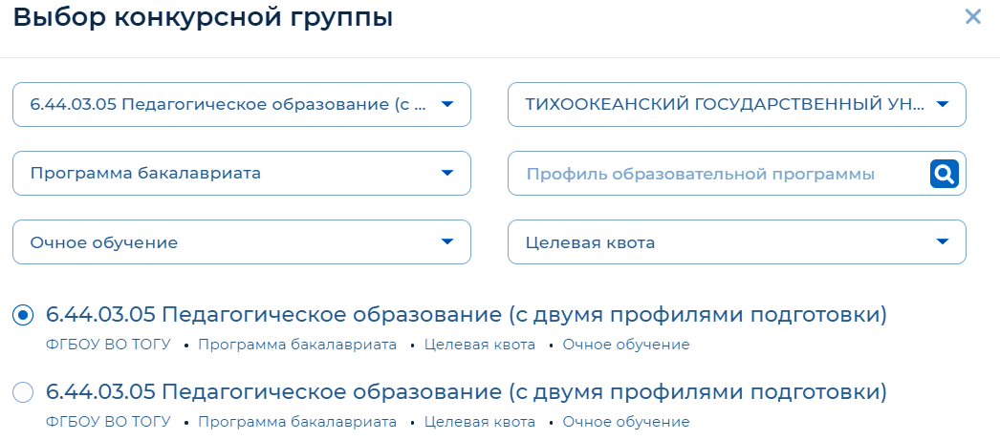 Выбор конкурсной группы
6.44.03.05 Педагогическое образование (с ...
ТИХООКЕАНСКИЙ ГОСУДАРСТВЕННЫЙ УН...
Программа бакалавриата
Профиль образовательной программы
Очное обучение
Целевая квота
6.44.03.05 Педагогическое образование (с двумя профилями подготовки)
ФГБОУ ВО ТОГУ • Программа бакалавриата • Целевая квота • Очное обучение
6.44.03.05 Педагогическое образование (с двумя профилями подготовки)
ФГБОУ ВО ТОГУ • Программа бакалавриата • Целевая квота • Очное обучение